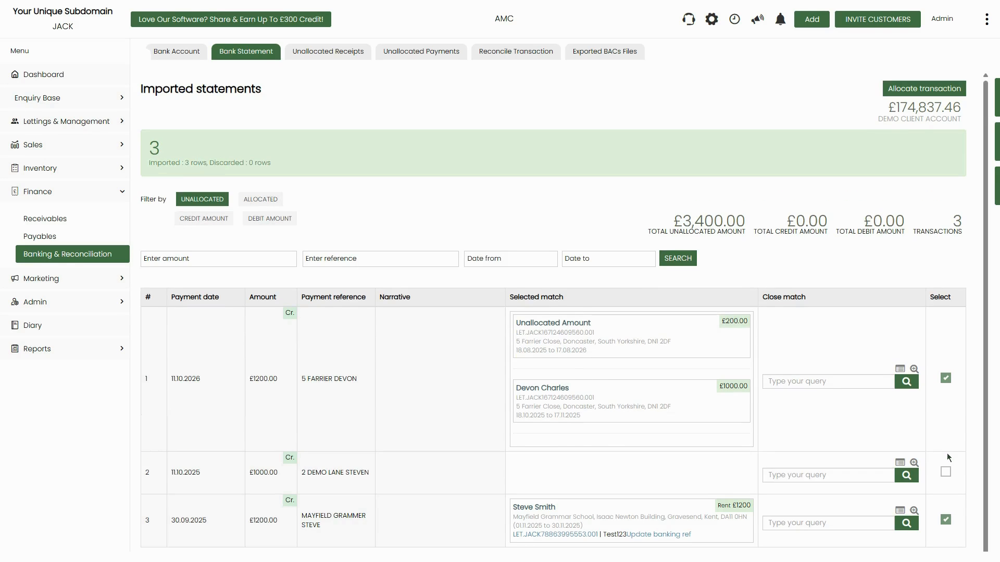 Your Unique Subdomain
JACK
Love Our Software? Share & Earn Up To £300 Credit!
AMC
Add
INVITE CUSTOMERS
Admin
Menu
Dashboard
Enquiry Base
Lettings & Management
Sales
Inventory
Finance
Receivables
Payables
Banking & Reconciliation
Marketing
Admin
Diary
Reports
Bank Account
Bank Statement
Unallocated Receipts
Unallocated Payments
Reconcile Transaction
Exported BACs Files
Imported statements
Allocate transaction
£174,837.46
DEMO CLIENT ACCOUNT
3
Imported : 3 rows, Discarded : 0 rows
Filter by
UNALLOCATED
ALLOCATED
CREDIT AMOUNT
DEBIT AMOUNT
£3,400.00
TOTAL UNALLOCATED AMOUNT
£0.00
TOTAL CREDIT AMOUNT
£0.00
TOTAL DEBIT AMOUNT
3
TRANSACTIONS
Enter amount
Enter reference
Date from
Date to
SEARCH
# Payment date Amount Payment reference Narrative Selected match Close match Select
1
11.10.2026
Cr.
£1200.00
5 FARRIER DEVON
Unallocated Amount
£200.00
LET.JACK167124609560.001
5 Farrier Close, Doncaster, South Yorkshire, DN1 2DF
18.08.2025 to 17.08.2026
Devon Charles
£1000.00
LET.JACK167124609560.001
5 Farrier Close, Doncaster, South Yorkshire, DN1 2DF
18.10.2025 to 17.11.2025
Type your query
2
11.10.2025
Cr.
£1000.00
2 DEMO LANE STEVEN
Type your query
3
30.09.2025
Cr.
£1200.00
MAYFIELD GRAMMER
STEVE
Steve Smith
Rent £1200
Mayfield Grammar School, Isaac Newton Building, Gravesend, Kent, DA11 0HN
(01.11.2025 to 30.11.2025)
LET.JACK78863995553.001 | Test123Update banking ref
Type your query